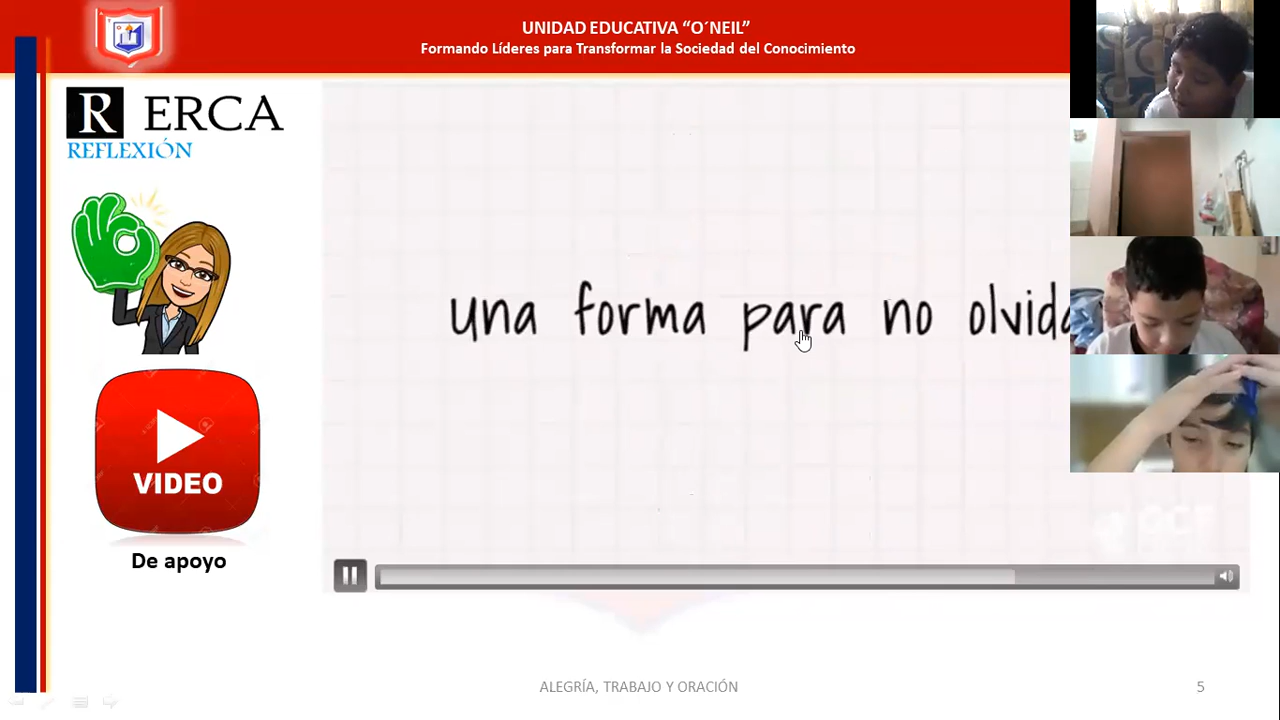 UNIDAD EDUCATIVA “O´NEIL”
Formando Líderes para Transformar la Sociedad del Conocimiento
R ERCA
REFLEXIÓN
una forma para no
VIDEO
De apoyo
GCF
ALEGRÍA, TRABAJO Y ORACIÓN
5